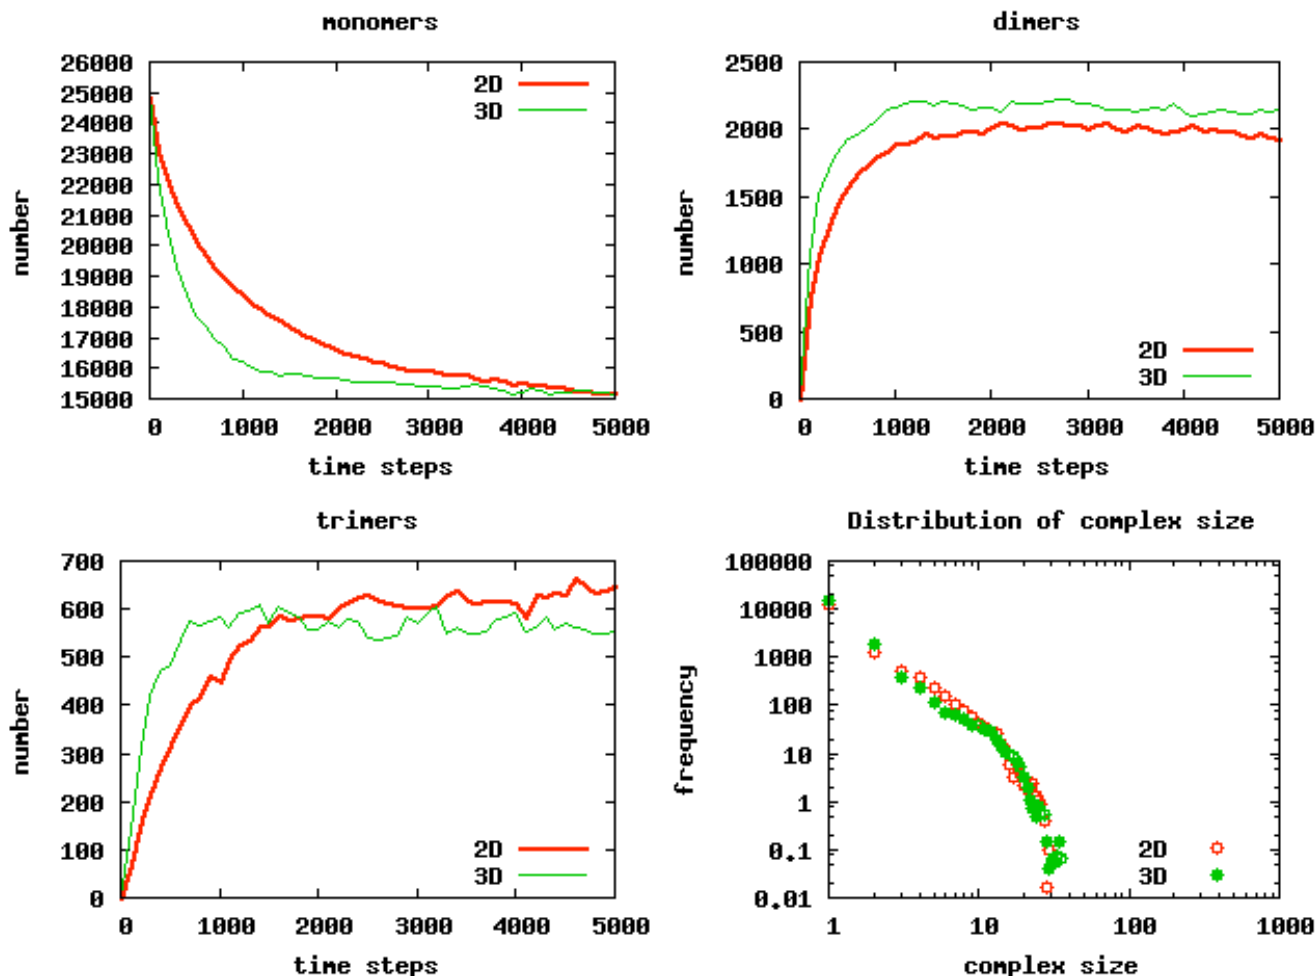 monomers
26000
25000
24000
23000
22000
21000
20000
19000
18000
17000
16000
15000
number
2D
3D
0 1000 2000 3000 4000 5000
time steps
dimers
2500
2000
1500
1000
500
0
number
2D
3D
0 1000 2000 3000 4000 5000
time steps
trimers
700
600
500
400
300
200
100
0
number
2D
3D
0 1000 2000 3000 4000 5000
time steps
Distribution of complex size
100000
10000
1000
100
10
1
0.1
0.01
frequency
2D
3D
1 10 100 1000
complex size